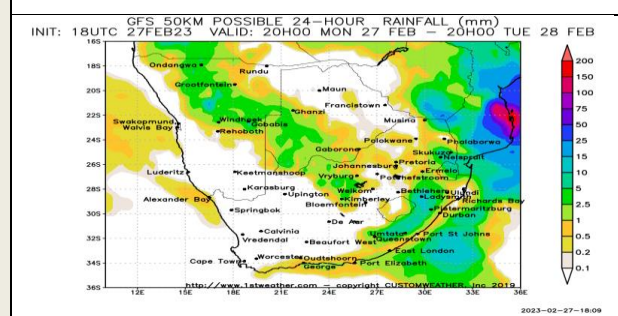 GFS 50KM POSSIBLE 24-HOUR RAINFALL (mm)
INIT: 18UTC 27FEB23 VALID: 20H00 MON 27 FEB - 20H00 TUE 28 FEB
16S
18S
20S
22S
24S
26S
28S
30S
32S
34S
36S
Ondangwa
Rundu
Grootfontein
Maun
Francistown
Ghanzi
Musina
Swakopmund
Walvis Bay
Windhoek
Gobabis
Rehoboth
Polokwane
Phalaborwa
Gaborone
Skukuza
Nelspruit
Johannesburg
Pretoria
Luderitz
Keetmanshoop
Vryburg
Potchefstroom
Ermelo
Karasburg
Upington
Welkom
Kimberley
Bloemfontein
Bethlehem
Ladysmith
Ulundi
Richards Bay
Alexander Bay
Springbok
De Aar
Pietermaritzburg
Durban
Calvinia
Vredendal
Beaufort West
Umtata
Queenstown
Port St Johns
East London
Cape Town
Worcester
Oudtshoorn
George
Port Elizabeth
http://www.1stweather.com - copyright CUSTOMWEATHER, Inc 2019
12E
15E
18E
21E
24E
27E
30E
33E
36E
200
150
100
75
50
25
15
10
5
2.5
1
0.5
0.2
0.1
2023-02-27-18:09